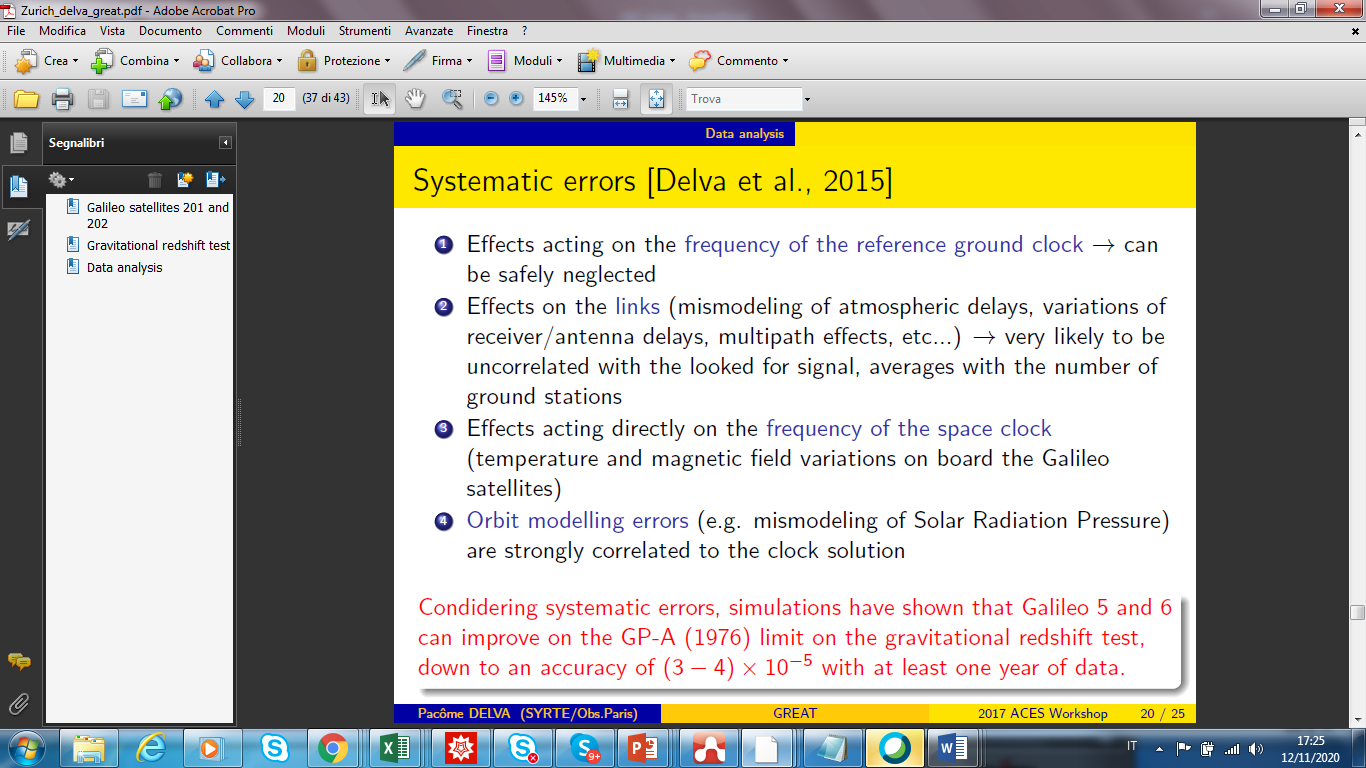 Zurich_delva_great.pdf - Adobe Acrobat Pro
File Modifica Vista Documento Commenti Moduli Strumenti Avanzate Finestra ?
Crea Combina Collabora Protezione Firma Moduli Multimedia Commento
20 (37 di 43) 145% Trova
Segnalibri
Galileo satellites 201 and
202
Gravitational redshift test
Data analysis
Data analysis
Systematic errors [Delva et al., 2015]
1 Effects acting on the frequency of the reference ground clock → can
be safely neglected
2 Effects on the links (mismodeling of atmospheric delays, variations of
receiver/antenna delays, multipath effects, etc...) → very likely to be
uncorrelated with the looked for signal, averages with the number of
ground stations
3 Effects acting directly on the frequency of the space clock
(temperature and magnetic field variations on board the Galileo
satellites)
4 Orbit modelling errors (e.g. mismodeling of Solar Radiation Pressure)
are strongly correlated to the clock solution
Condidering systematic errors, simulations have shown that Galileo 5 and 6
can improve on the GP-A (1976) limit on the gravitational redshift test,
down to an accuracy of (3 − 4) × 10⁻⁵ with at least one year of data.
Pacôme DELVA (SYRTE/Obs.Paris) GREAT 2017 ACES Workshop 20 / 25
IT 17:25
12/11/2020